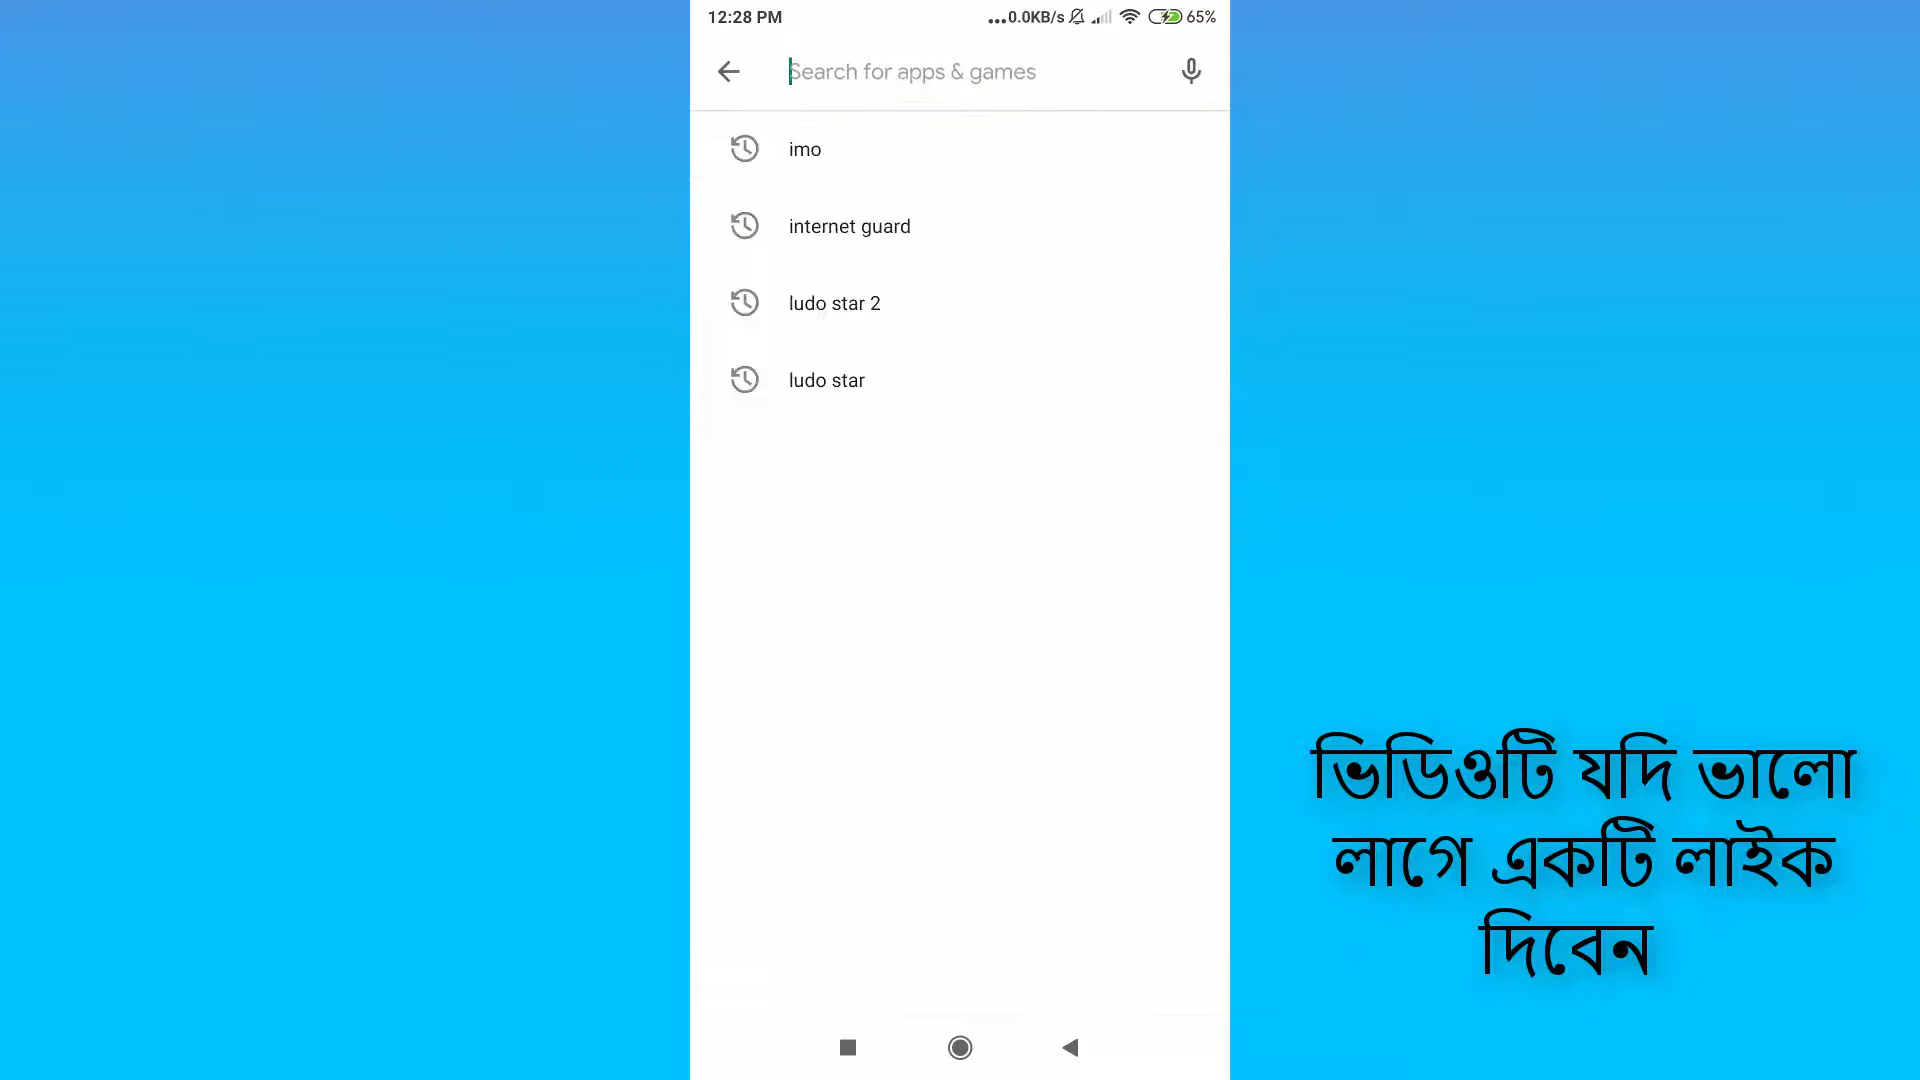 12:28 PM
...0.0KB/s 65%
Search for apps & games
imo
internet guard
ludo star 2
ludo star
ভিডিওটি যদি ভালো
লাগে একটি লাইক
দিবেন